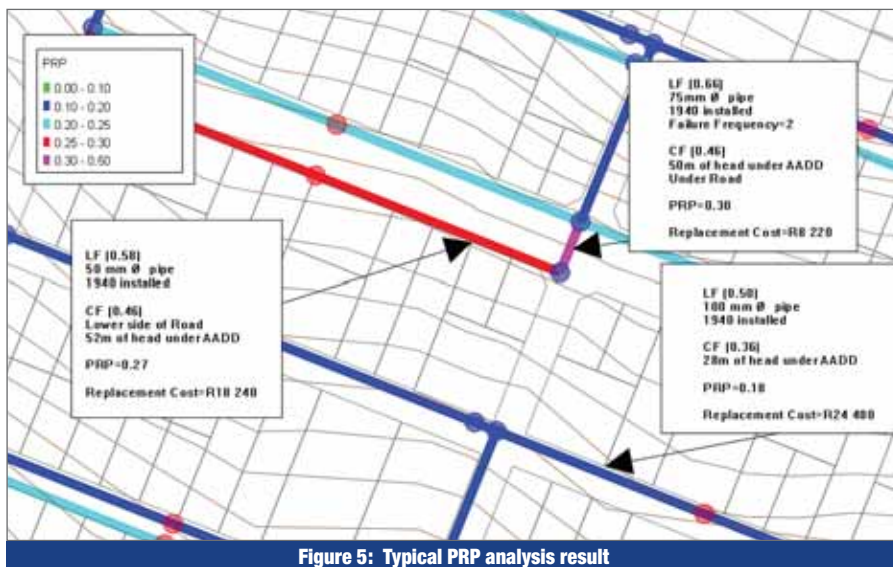 PRP
0.00 - 0.10
0.10 - 0.20
0.20 - 0.25
0.25 - 0.30
0.30 - 0.50
LF (0.66)
75mm Ø pipe
1940 installed
Failure Frequency=2
CF (0.46)
50m of head under AADD
Under Road
PRP=0.30
Replacement Cost=R8 220
LF (0.58)
50 mm Ø pipe
1940 installed
CF (0.46)
Lower side of Road
52m of head under AADD
PRP=0.27
Replacement Cost=R18 240
LF (0.50)
100 mm Ø pipe
1940 installed
CF (0.36)
28m of head under AADD
PRP=0.18
Replacement Cost=R24 400
Figure 5: Typical PRP analysis result